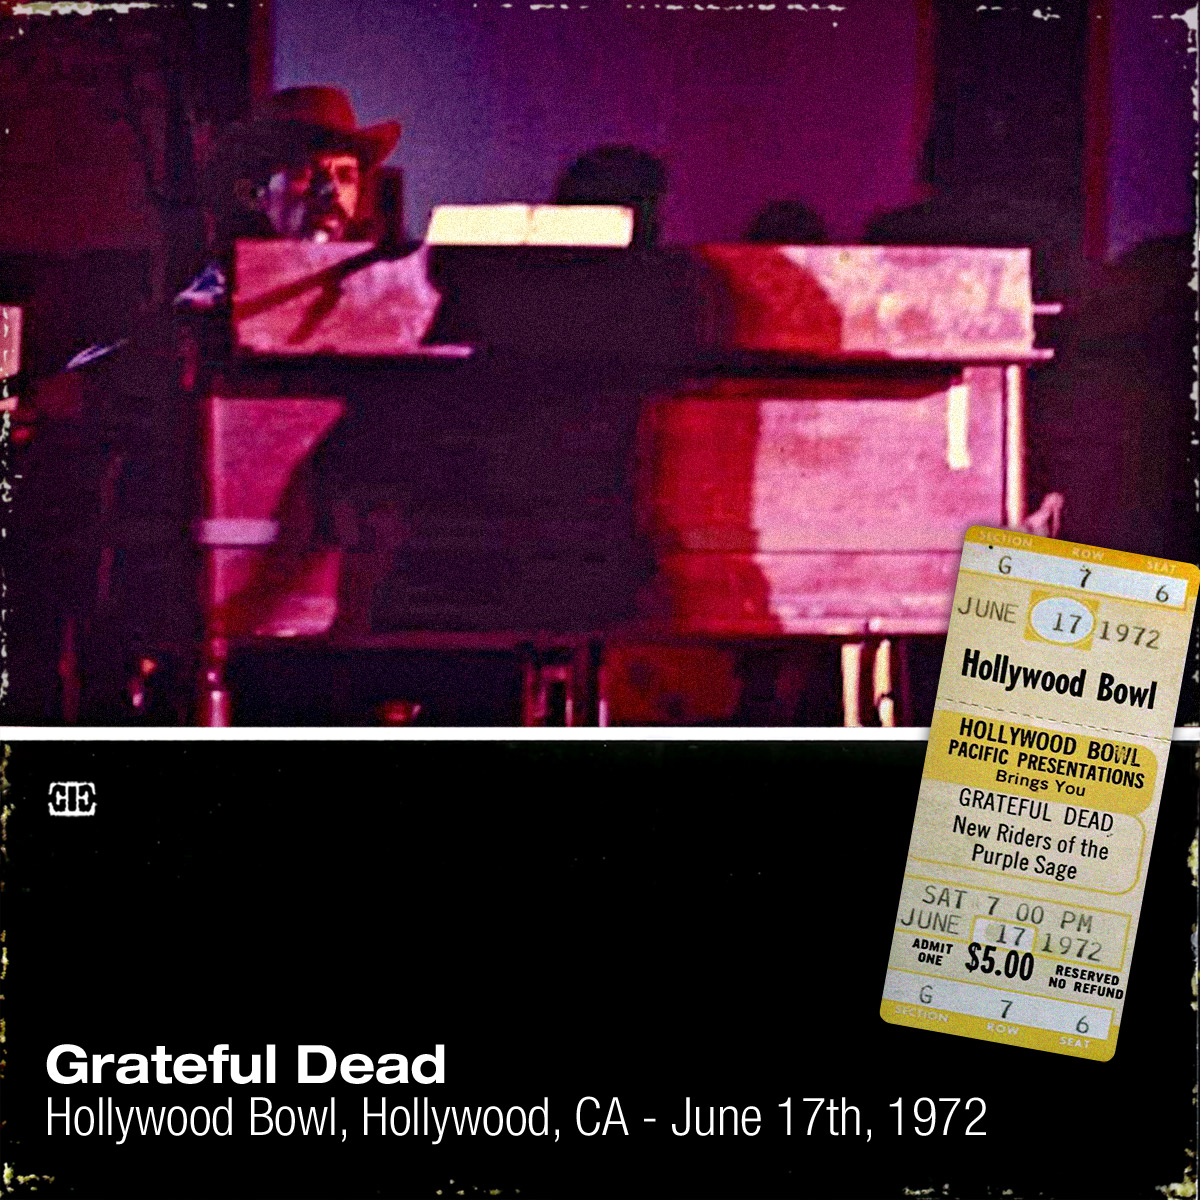 SECTION ROW SEAT
G 7 6
JUNE 17 1972
Hollywood Bowl
HOLLYWOOD BOWL
PACIFIC PRESENTATIONS
Brings You
GRATEFUL DEAD
New Riders of the
Purple Sage
SAT 7 00 PM
JUNE 17 1972
ADMIT
ONE
$5.00
RESERVED
NO REFUND
G 7 6
SECTION ROW SEAT
Grateful Dead
Hollywood Bowl, Hollywood, CA - June 17th, 1972